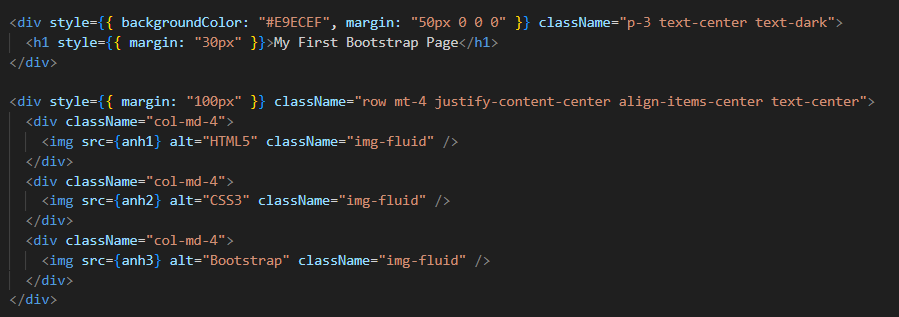 <div style={{ backgroundColor: "#E9ECEF", margin: "50px 0 0 0" }} className="p-3 text-center text-dark">
  <h1 style={{ margin: "30px" }}>My First Bootstrap Page</h1>
</div>

<div style={{ margin: "100px" }} className="row mt-4 justify-content-center align-items-center text-center">
  <div className="col-md-4">
    <img src={anh1} alt="HTML5" className="img-fluid" />
  </div>
  <div className="col-md-4">
    <img src={anh2} alt="CSS3" className="img-fluid" />
  </div>
  <div className="col-md-4">
    <img src={anh3} alt="Bootstrap" className="img-fluid" />
  </div>
</div>